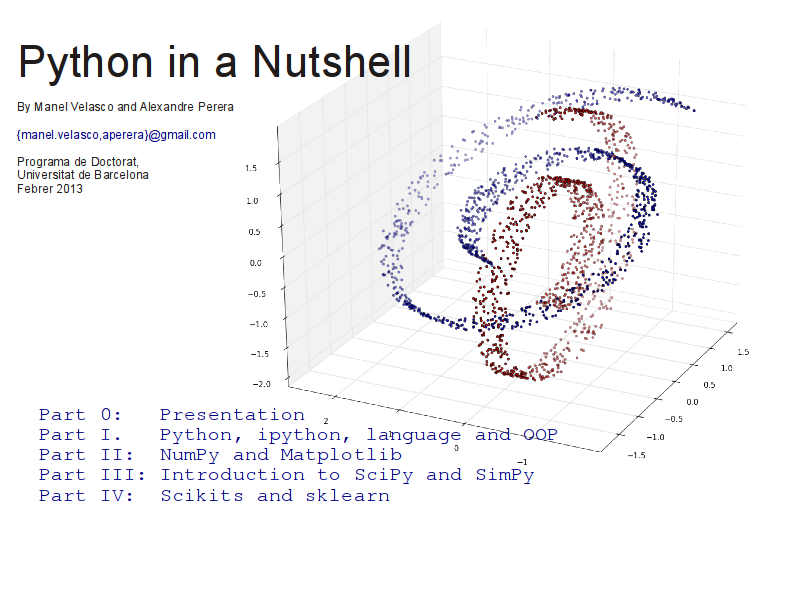 Python in a Nutshell
By Manel Velasco and Alexandre Perera
{manel.velasco,aperera}@gmail.com
Programa de Doctorat,
Universitat de Barcelona
Febrer 2013
1.5
1.0
0.5
0.0
−0.5
−1.0
−1.5
−2.0
2
0
−1
1.5
1.0
0.5
0.0
−0.5
−1.0
−1.5
Part 0: Presentation
Part I. Python, ipython, language and OOP
Part II: NumPy and Matplotlib
Part III: Introduction to SciPy and SimPy
Part IV: Scikits and sklearn